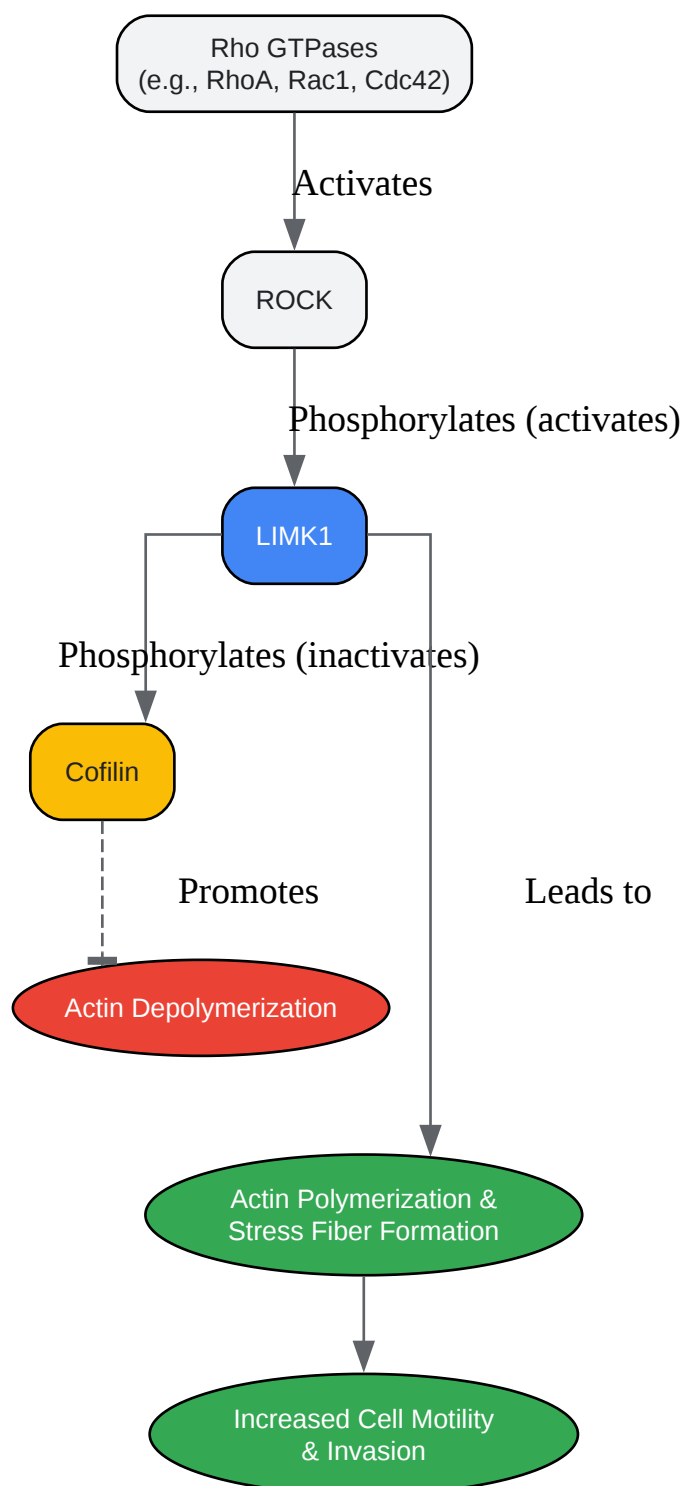 Rho GTPases
(e.g., RhoA, Rac1, Cdc42)
Activates
ROCK
Phosphorylates (activates)
LIMK1
Phosphorylates (inactivates)
Cofilin
Promotes
Leads to
Actin Depolymerization
Actin Polymerization &
Stress Fiber Formation
Increased Cell Motility
& Invasion